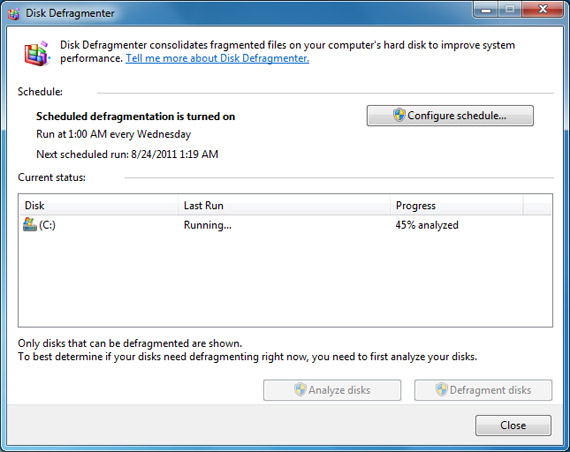 Disk Defragmenter
Disk Defragmenter consolidates fragmented files on your computer's hard disk to improve system
performance. Tell me more about Disk Defragmenter.
Schedule:
Scheduled defragmentation is turned on
Configure schedule...
Run at 1:00 AM every Wednesday
Next scheduled run: 8/24/2011 1:19 AM
Current status:
Disk Last Run Progress
(C:) Running... 45% analyzed
Only disks that can be defragmented are shown.
To best determine if your disks need defragmenting right now, you need to first analyze your disks.
Analyze disks Defragment disks
Close